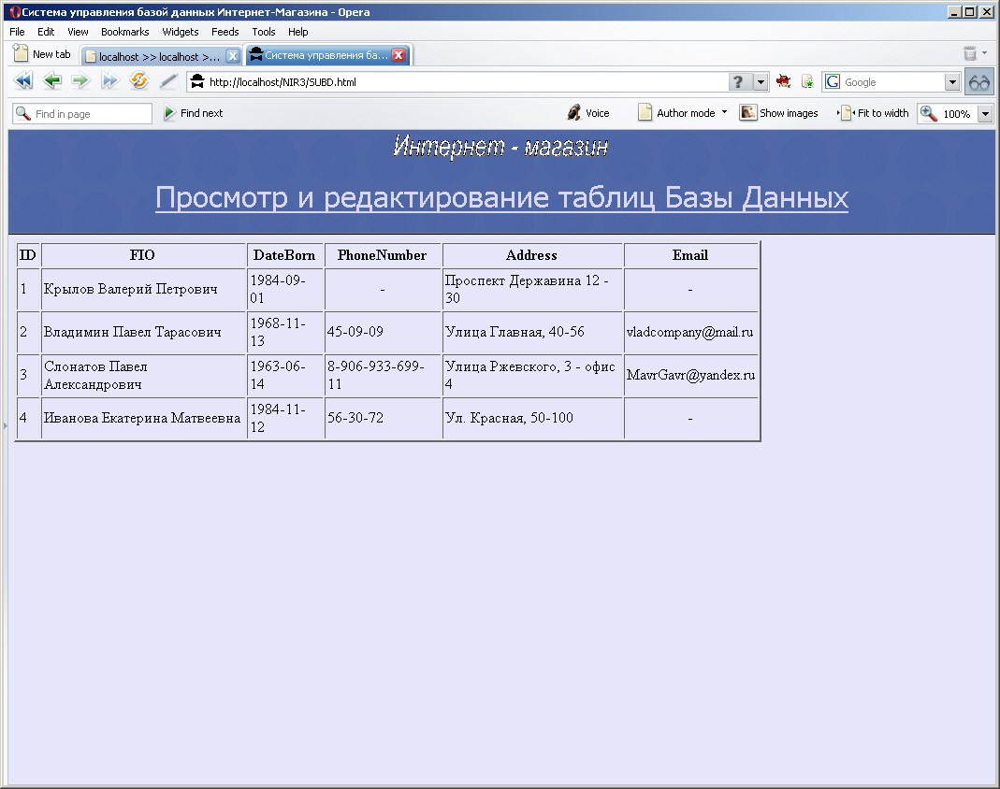 Система управления базой данных Интернет-Магазина - Opera
File Edit View Bookmarks Widgets Feeds Tools Help
New tab localhost >> localhost >... Система управления ба...
http://localhost/NIR3/SUBD.html ? G Google
Find in page Find next Voice Author mode Show images Fit to width 100%
Интернет - магазин
Просмотр и редактирование таблиц Базы Данных
ID FIO DateBorn PhoneNumber Address Email
1 Крылов Валерий Петрович 1984-09-01 - Проспект Державина 12 - 30 -
2 Владимин Павел Тарасович 1968-11-13 45-09-09 Улица Главная, 40-56 vladcompany@mail.ru
3 Слонатов Павел Александрович 1963-06-14 8-906-933-699-11 Улица Ржевского, 3 - офис 4 MavrGavr@yandex.ru
4 Иванова Екатерина Матвеевна 1984-11-12 56-30-72 Ул. Красная, 50-100 -